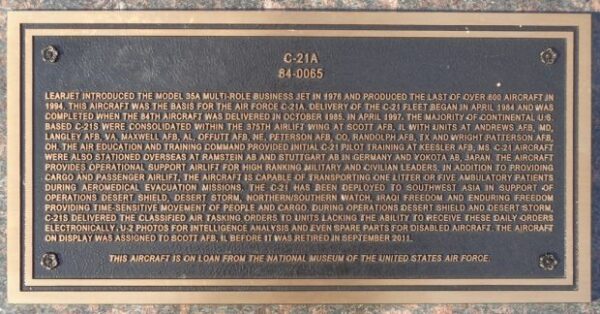 C-21A
84-0065
LEARJET INTRODUCED THE MODEL 35A MULTI-ROLE BUSINESS JET IN 1976 AND PRODUCED THE LAST OF OVER 600 AIRCRAFT IN
1994. THIS AIRCRAFT WAS THE BASIS FOR THE AIR FORCE C-21A. DELIVERY OF THE C-21 FLEET BEGAN IN APRIL 1984 AND WAS
COMPLETED WHEN THE 84TH AIRCRAFT WAS DELIVERED IN OCTOBER 1985. IN APRIL 1997, THE MAJORITY OF CONTINENTAL U.S.
BASED C-21S WERE CONSOLIDATED WITHIN THE 375TH AIRLIFT WING AT SCOTT AFB, IL WITH UNITS AT ANDREWS AFB, MD,
LANGLEY AFB, VA, MAXWELL AFB, AL, OFFUTT AFB, NE, PETERSON AFB, CO, RANDOLPH AFB, TX AND WRIGHT PATTERSON AFB,
OH. THE AIR EDUCATION AND TRAINING COMMAND PROVIDED INITIAL C-21 PILOT TRAINING AT KEESLER AFB, MS. C-21 AIRCRAFT
WERE ALSO STATIONED OVERSEAS AT RAMSTEIN AB AND STUTTGART AB IN GERMANY AND YOKOTA AB, JAPAN. THE AIRCRAFT
PROVIDES OPERATIONAL SUPPORT AIRLIFT FOR HIGH RANKING MILITARY AND CIVILIAN LEADERS. IN ADDITION TO PROVIDING
CARGO AND PASSENGER AIRLIFT, THE AIRCRAFT IS CAPABLE OF TRANSPORTING ONE LITTER OR FIVE AMBULATORY PATIENTS
DURING AEROMEDICAL EVACUATION MISSIONS. THE C-21 HAS BEEN DEPLOYED TO SOUTHWEST ASIA IN SUPPORT OF
OPERATIONS DESERT SHIELD, DESERT STORM, NORTHERN/SOUTHERN WATCH, IRAQI FREEDOM AND ENDURING FREEDOM
PROVIDING TIME-SENSITIVE MOVEMENT OF PEOPLE AND CARGO. DURING OPERATIONS DESERT SHIELD AND DESERT STORM,
C-21S DELIVERED THE CLASSIFIED AIR TASKING ORDERS TO UNITS LACKING THE ABILITY TO RECEIVE THESE DAILY ORDERS
ELECTRONICALLY, U-2 PHOTOS FOR INTELLIGENCE ANALYSIS AND EVEN SPARE PARTS FOR DISABLED AIRCRAFT. THE AIRCRAFT
ON DISPLAY WAS ASSIGNED TO SCOTT AFB, IL BEFORE IT WAS RETIRED IN SEPTEMBER 2011.
THIS AIRCRAFT IS ON LOAN FROM THE NATIONAL MUSEUM OF THE UNITED STATES AIR FORCE.